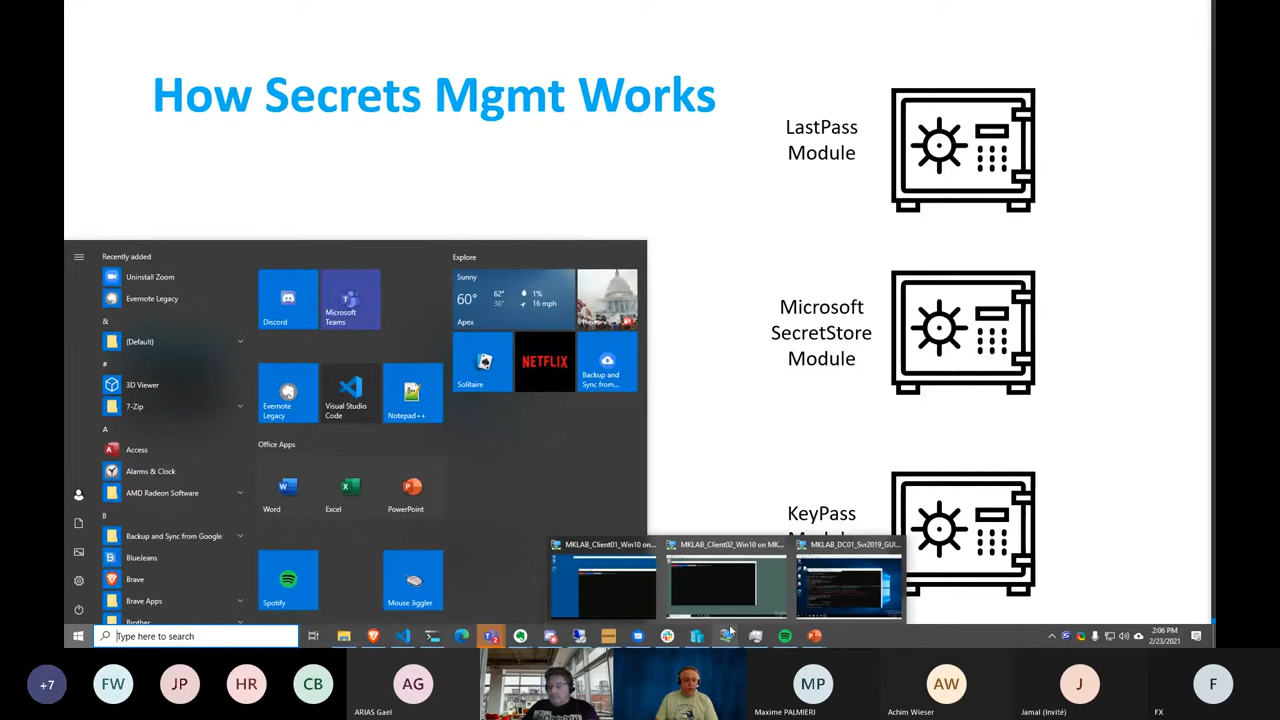 How Secrets Mgmt Works
LastPass
Module
Microsoft
SecretStore
Module
KeyPass
Recently added
Uninstall Zoom
Evernote Legacy
&
(Default)
#
3D Viewer
7-Zip
A
Access
Alarms & Clock
AMD Radeon Software
B
Backup and Sync from Google
BlueJeans
Brave
Brave Apps
Brother
Discord
Microsoft
Teams
Evernote
Legacy
Visual Studio
Code
Notepad++
Office Apps
Word
Excel
PowerPoint
Spotify
Mouse Jiggler
Explore
Sunny
60°
62°
36°
1%
16 mph
Apex
News
Solitaire
NETFLIX
Backup and
Sync from...
MKLAB_Client01_Win10 on...
MKLAB_Client02_Win10 on MK...
MKLAB_DC01_Svr2019_GUI...
Type here to search
2:06 PM
2/23/2021
+7
FW
JP
HR
CB
AG
ARIAS Gael
MP
Maxime PALMIERI
AW
Achim Wieser
J
Jamal (Invité)
F
FX